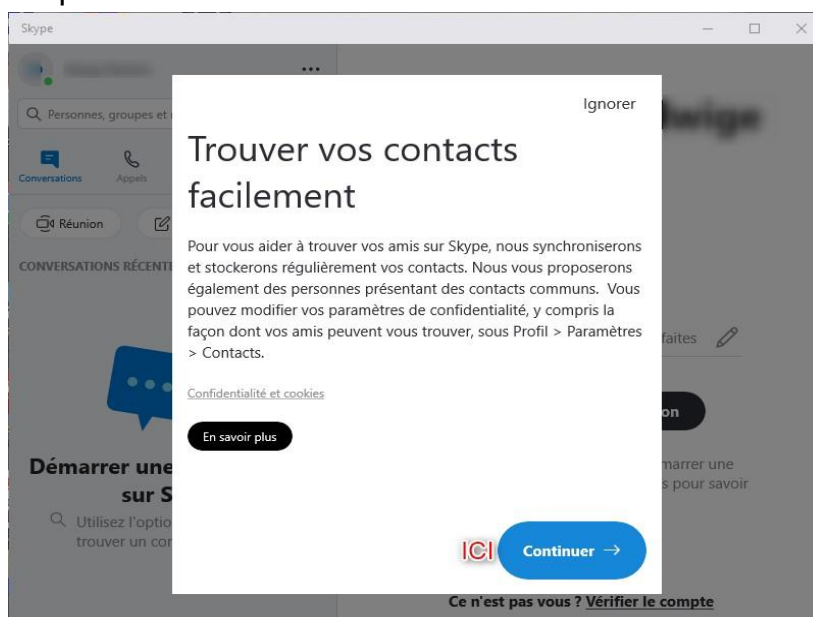 Skype
Ignorer
Personnes, groupes et
Trouver vos contacts
facilement
Conversations
Appels
Réunion
Pour vous aider à trouver vos amis sur Skype, nous synchroniserons
et stockerons régulièrement vos contacts. Nous vous proposerons
également des personnes présentant des contacts communs. Vous
pouvez modifier vos paramètres de confidentialité, y compris la
façon dont vos amis peuvent vous trouver, sous Profil > Paramètres
> Contacts.
CONVERSATIONS
faites
Confidentialité et cookies
En savoir plus
on
Démarrer une
sur
Utilisez
trouver un
marrer une
s pour savoir
ICI Continuer →
Ce n'est pas vous ? Vérifier le compte